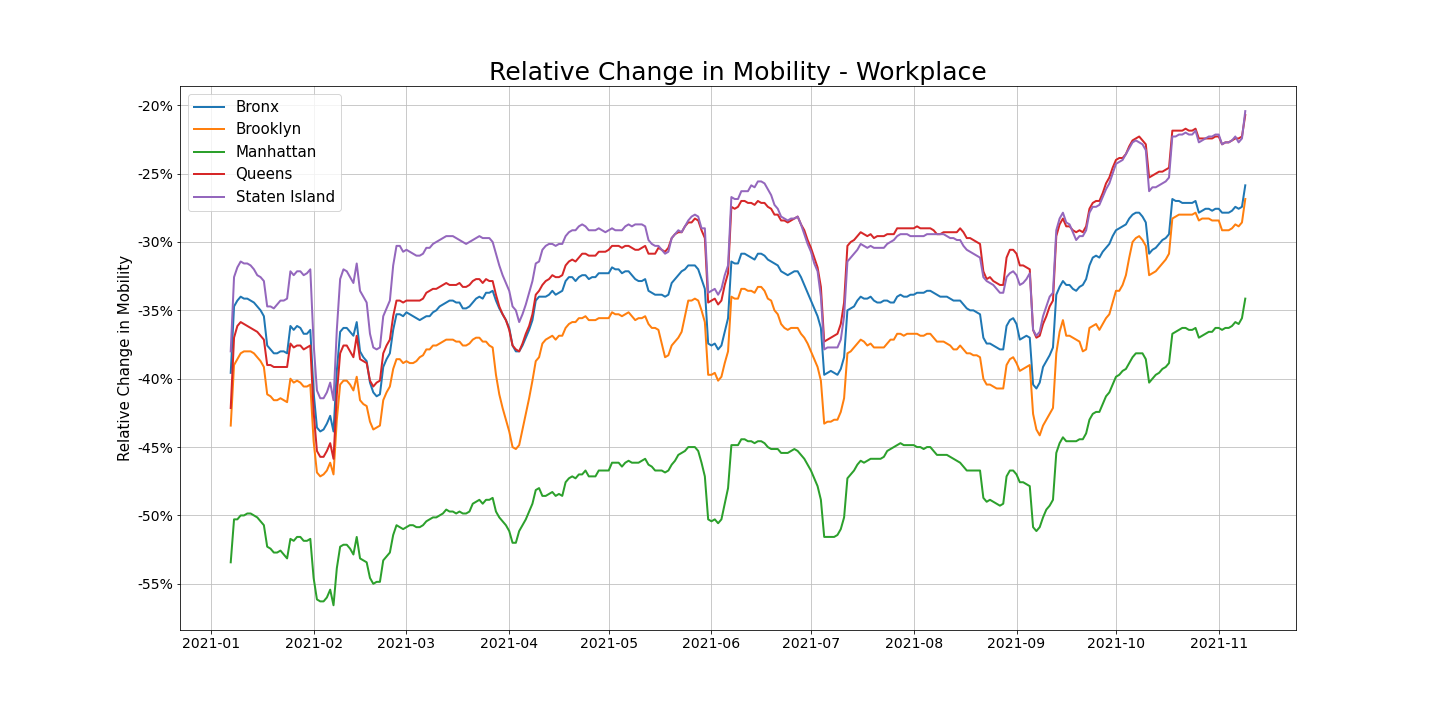 Relative Change in Mobility - Workplace
Relative Change in Mobility
-20%
-25%
-30%
-35%
-40%
-45%
-50%
-55%
Bronx
Brooklyn
Manhattan
Queens
Staten Island
2021-01 2021-02 2021-03 2021-04 2021-05 2021-06 2021-07 2021-08 2021-09 2021-10 2021-11